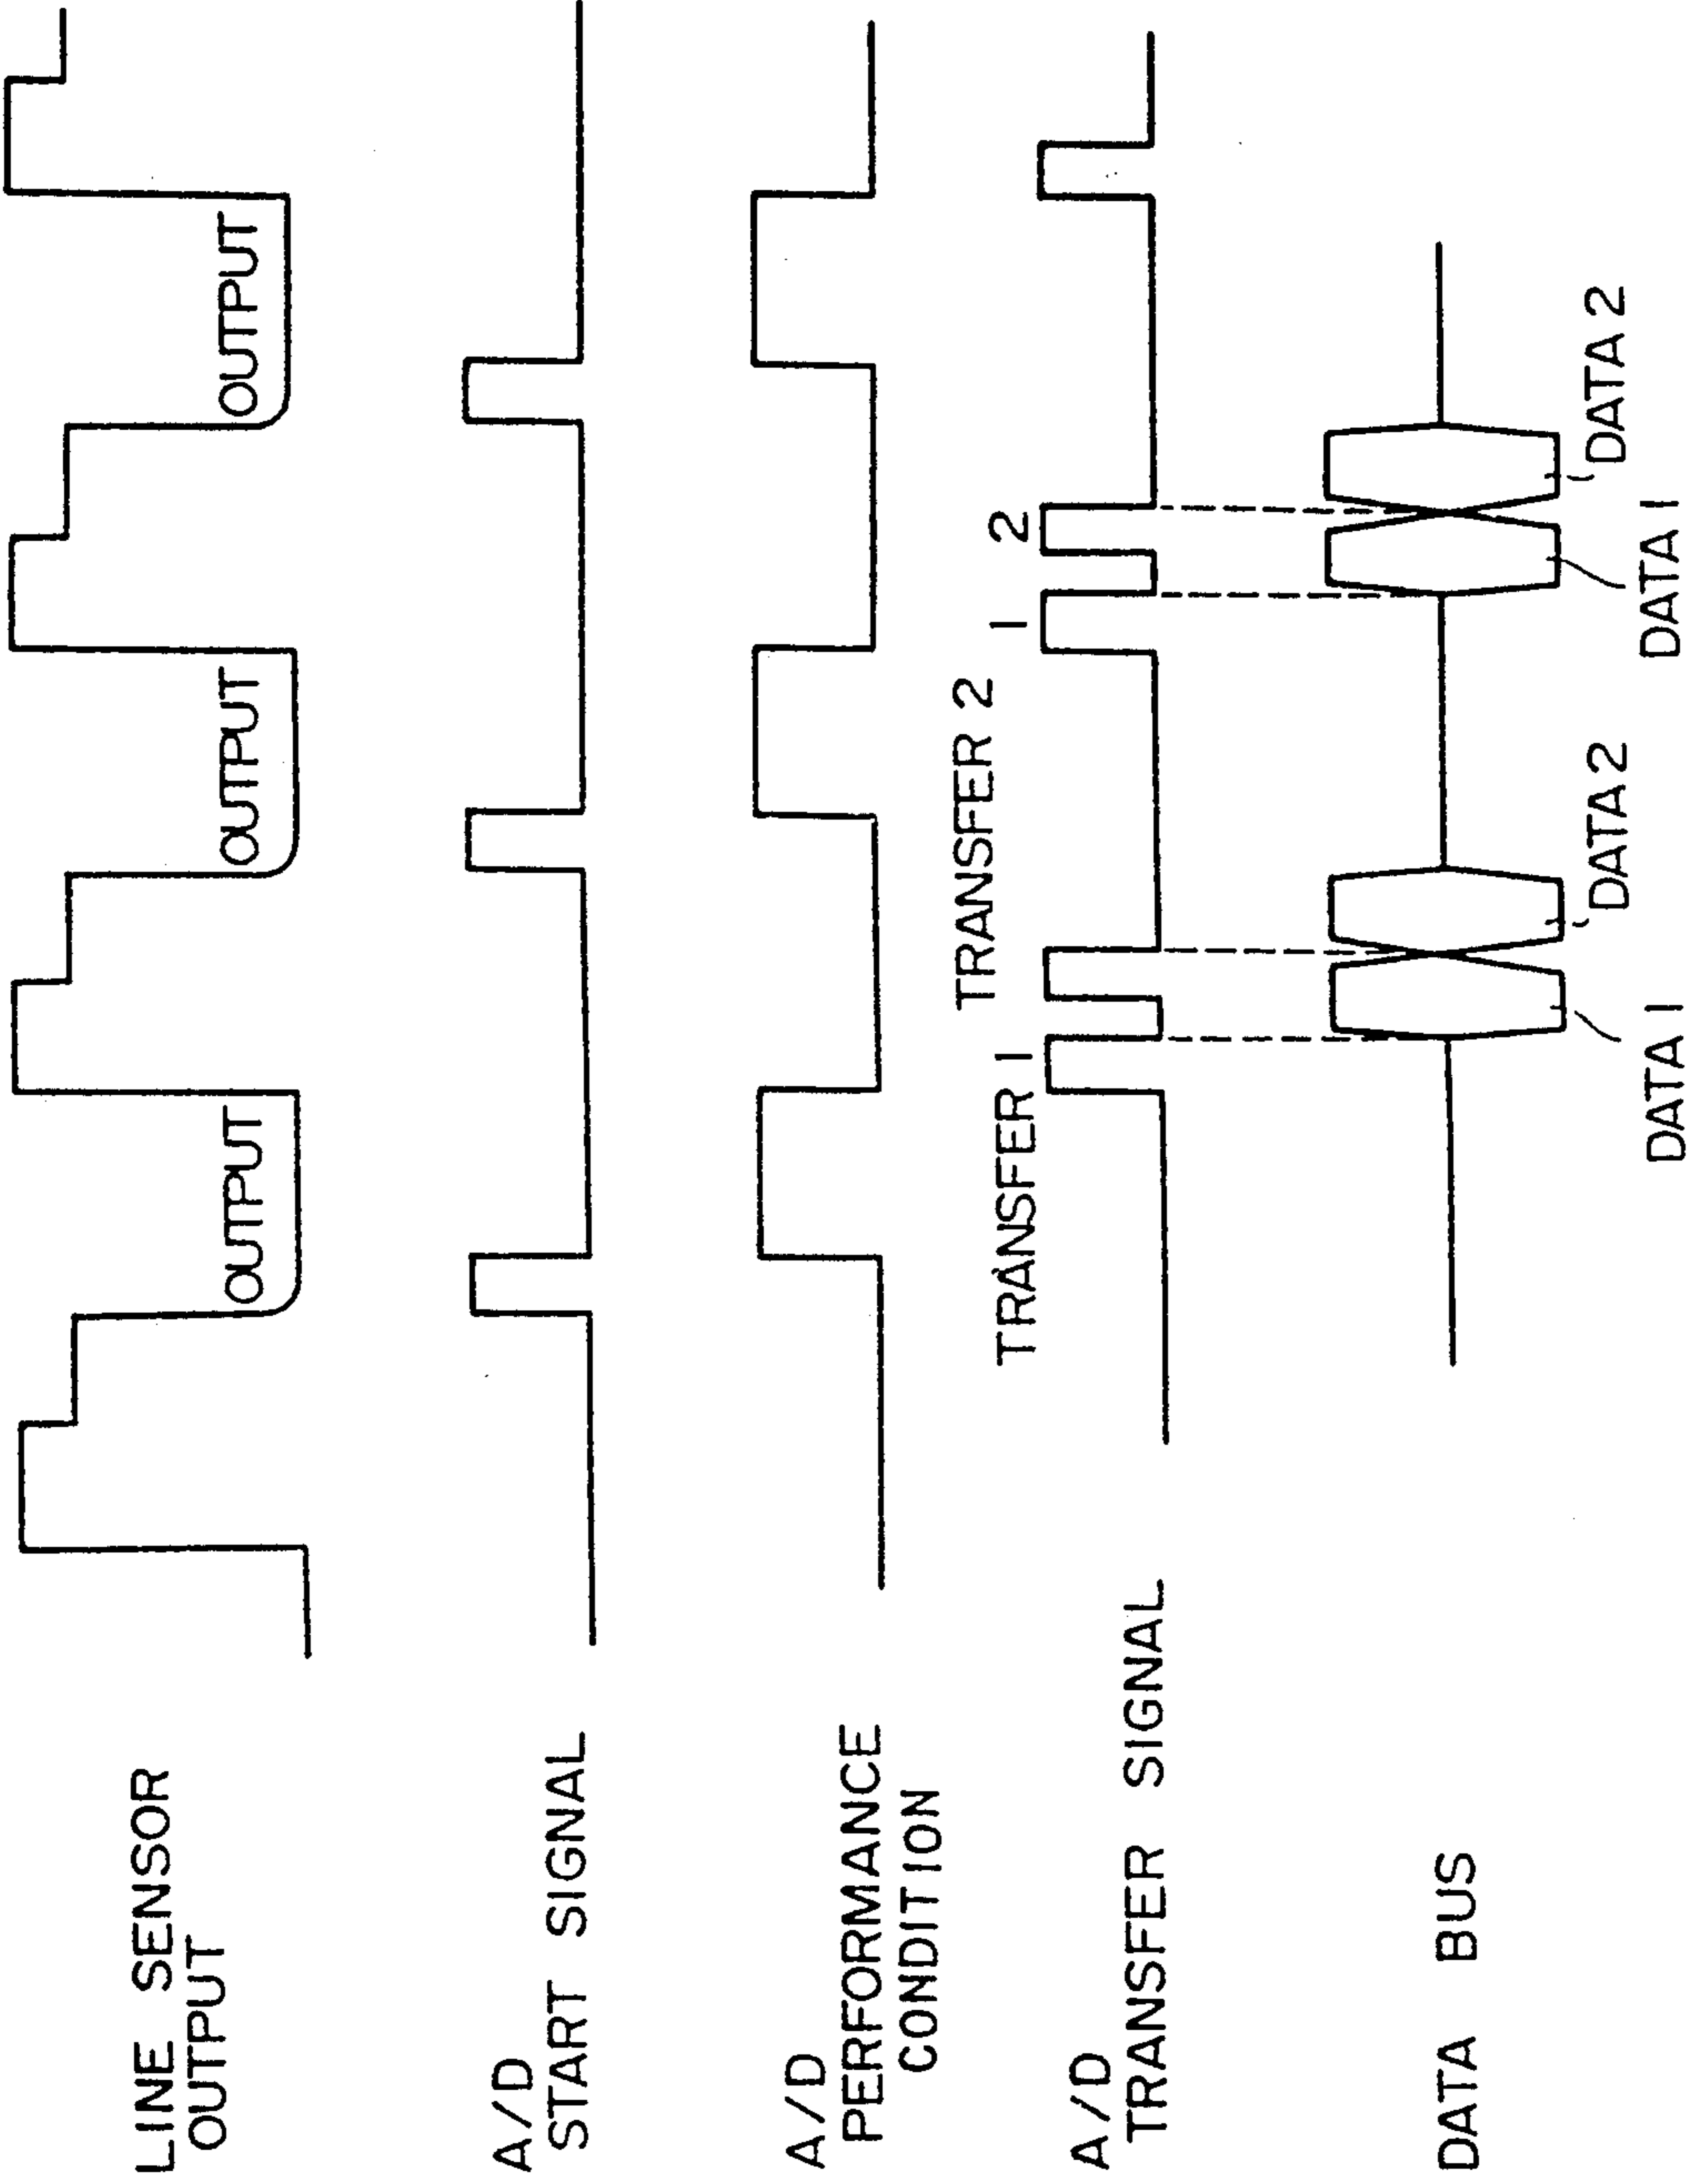 LINE SENSOR
OUTPUT
OUTPUT
OUTPUT
OUTPUT
A/D
START SIGNAL
A/D
PERFORMANCE
CONDITION
A/D
TRANSFER SIGNAL
TRANSFER 1
TRANSFER 2
1
2
DATA BUS
DATA 1
DATA 2
DATA 1
DATA 2